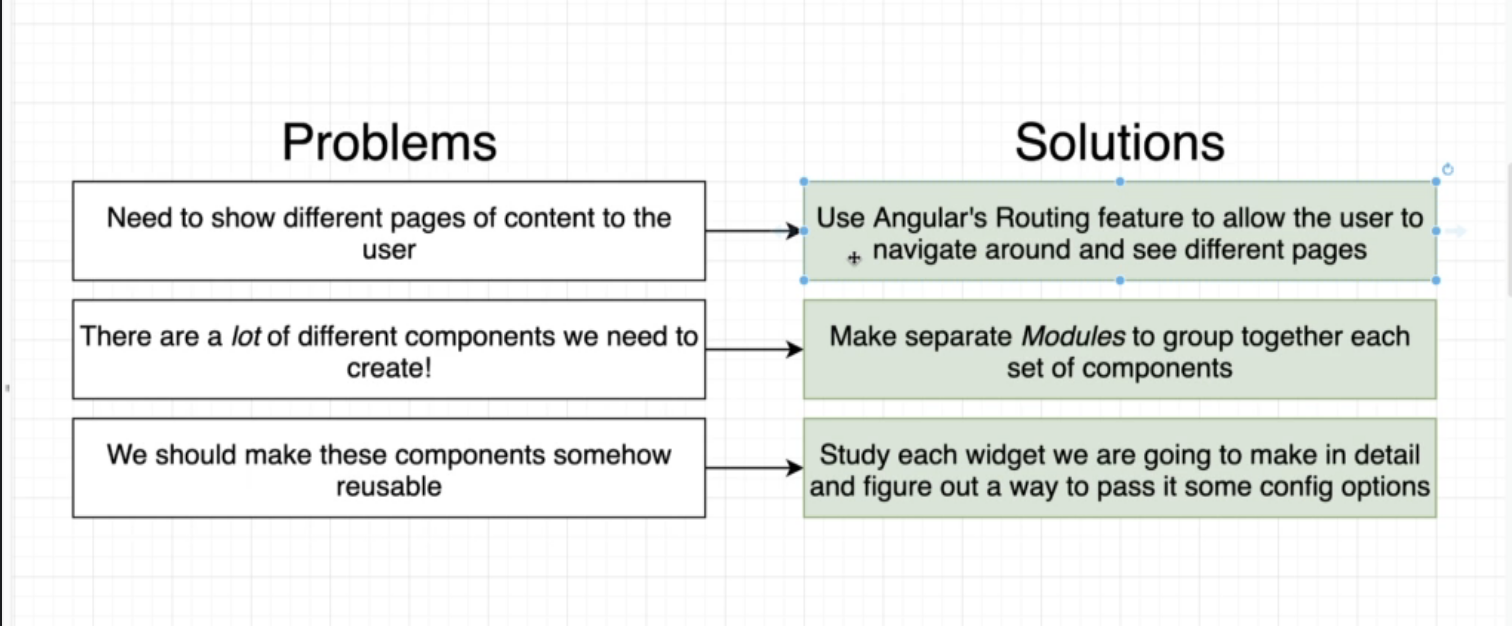 Problems
Solutions
Need to show different pages of content to the
user
Use Angular's Routing feature to allow the user to
navigate around and see different pages
There are a lot of different components we need to
create!
Make separate Modules to group together each
set of components
We should make these components somehow
reusable
Study each widget we are going to make in detail
and figure out a way to pass it some config options